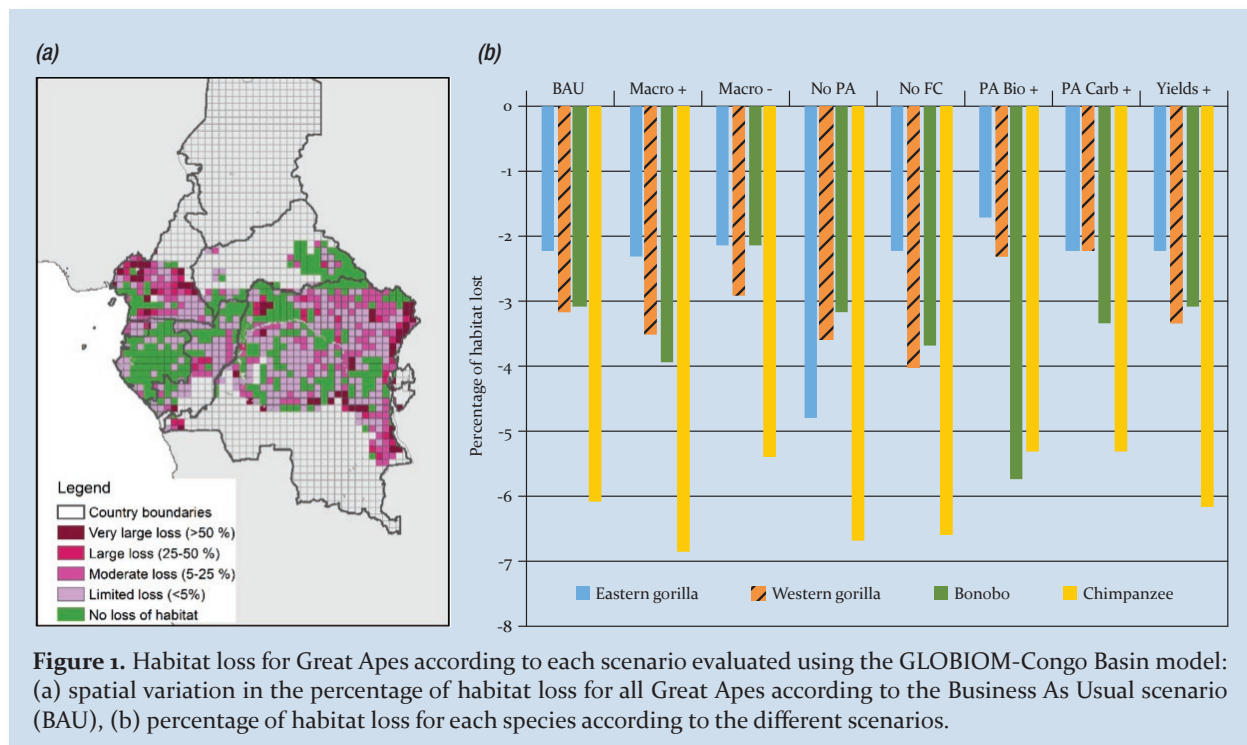 (a)
Legend
Country boundaries
Very large loss (>50 %)
Large loss (25-50 %)
Moderate loss (5-25 %)
Limited loss (<5%)
No loss of habitat
(b)
BAU Macro + Macro - No PA No FC PA Bio + PA Carb + Yields +
Percentage of habitat lost
0
-1
-2
-3
-4
-5
-6
-7
-8
Eastern gorilla Western gorilla Bonobo Chimpanzee
Figure 1. Habitat loss for Great Apes according to each scenario evaluated using the GLOBIOM-Congo Basin model:
(a) spatial variation in the percentage of habitat loss for all Great Apes according to the Business As Usual scenario
(BAU), (b) percentage of habitat loss for each species according to the different scenarios.